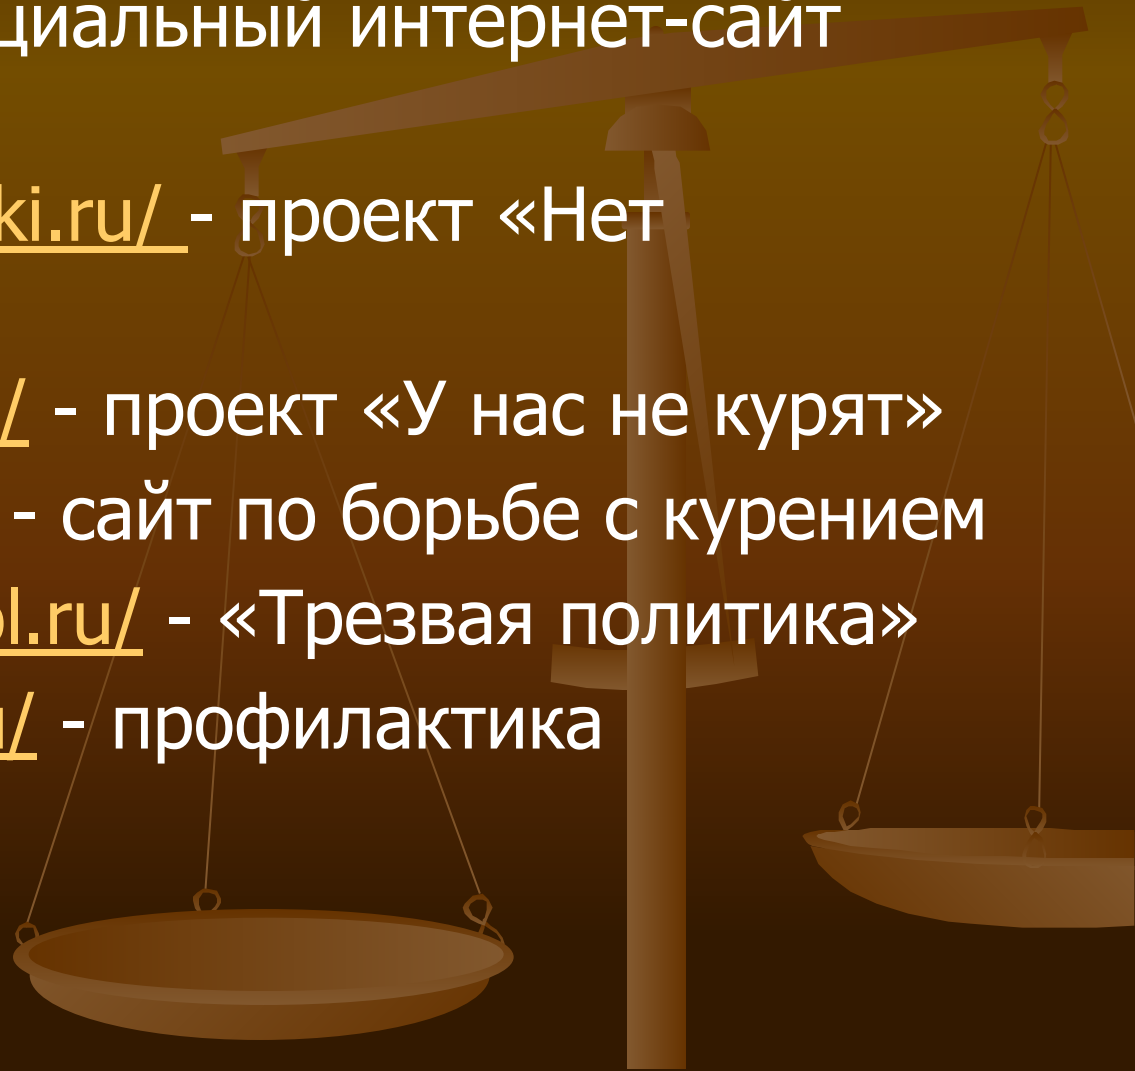 циальный интернет-сайт
ki.ru/ - проект «Нет
/ - проект «У нас не курят»
- сайт по борьбе с курением
ol.ru/ - «Трезвая политика»
u/ - профилактика